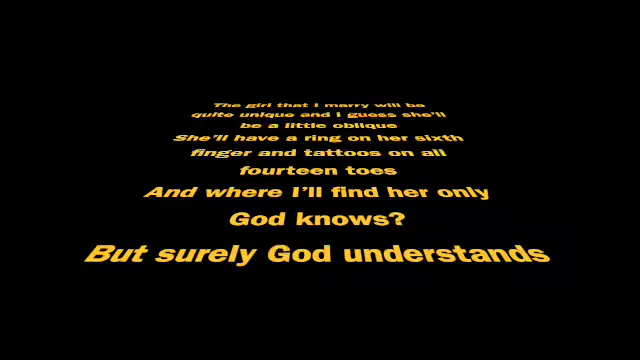 The girl that I marry will be
quite unique and I guess she'll
be a little oblique
She'll have a ring on her sixth
finger and tattoos on all
fourteen toes
And where I'll find her only
God knows?
But surely God understands